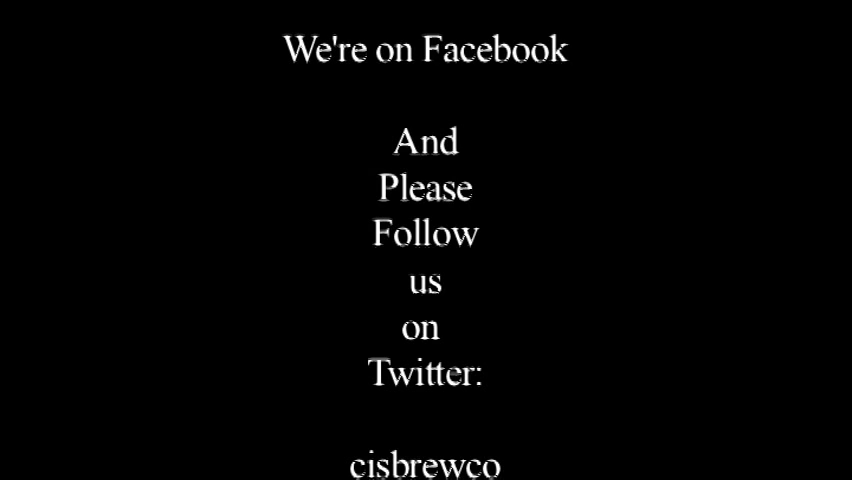 We're on Facebook
And
Please
Follow
us
on
Twitter:
cisbrewco